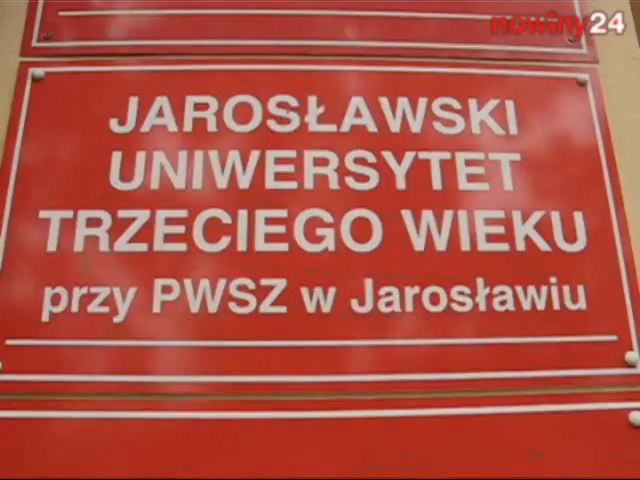 nowiny24
JAROSŁAWSKI
UNIWERSYTET
TRZECIEGO WIEKU
przy PWSZ w Jarosławiu